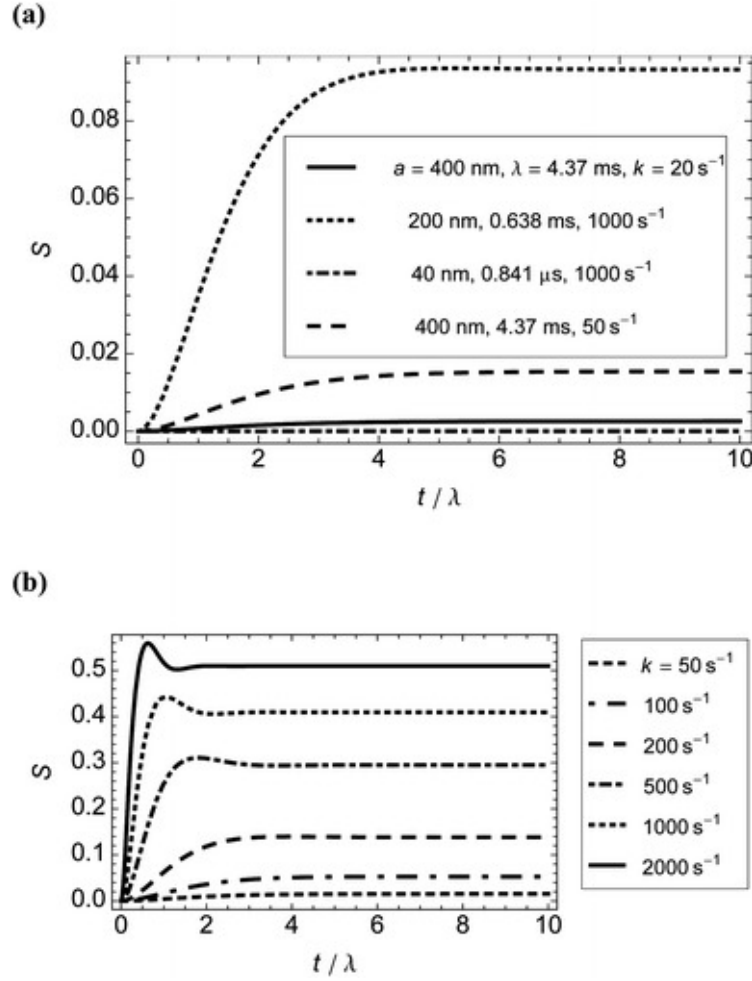 (a)
S
0.08
0.06
0.04
0.02
0.00
a = 400 nm, λ = 4.37 ms, k = 20 s⁻¹
200 nm, 0.638 ms, 1000 s⁻¹
40 nm, 0.841 μs, 1000 s⁻¹
400 nm, 4.37 ms, 50 s⁻¹
0 2 4 6 8 10
t / λ
(b)
S
0.5
0.4
0.3
0.2
0.1
0.0
0 2 4 6 8 10
t / λ
k = 50 s⁻¹
100 s⁻¹
200 s⁻¹
500 s⁻¹
1000 s⁻¹
2000 s⁻¹